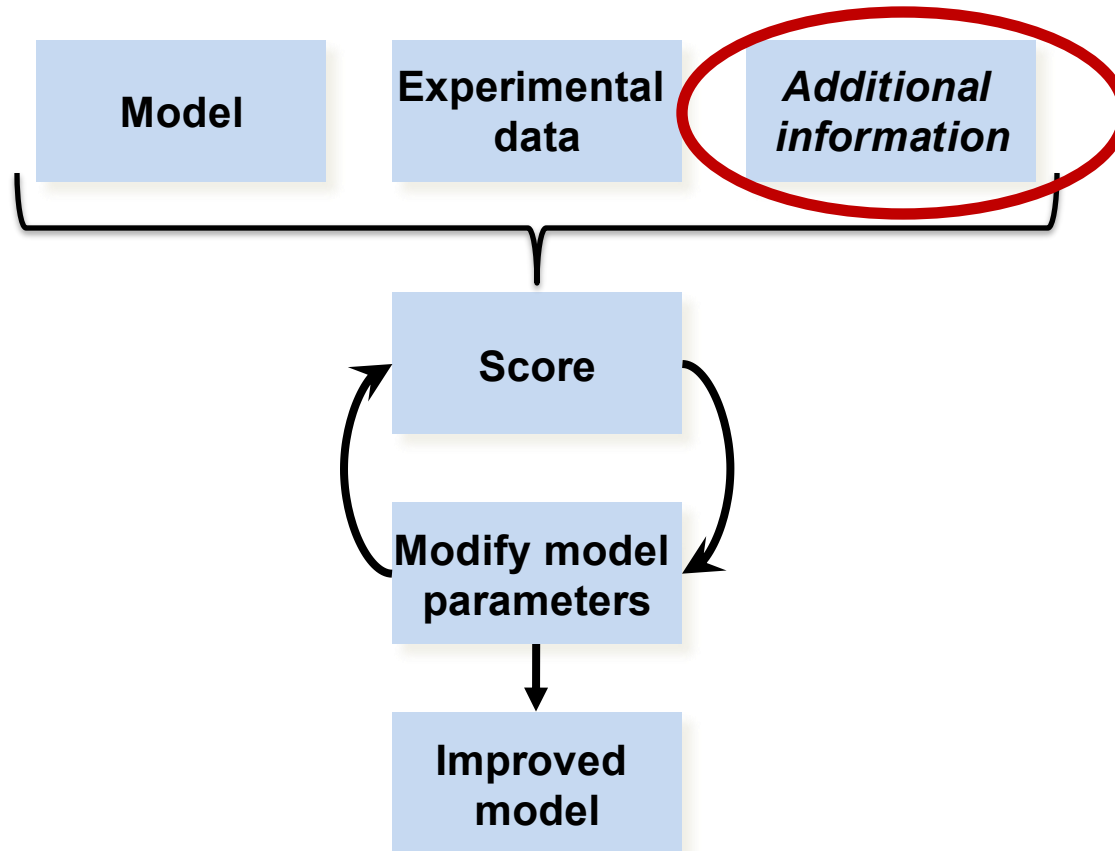 Model
Experimental
data
Additional
information
Score
Modify model
parameters
Improved
model